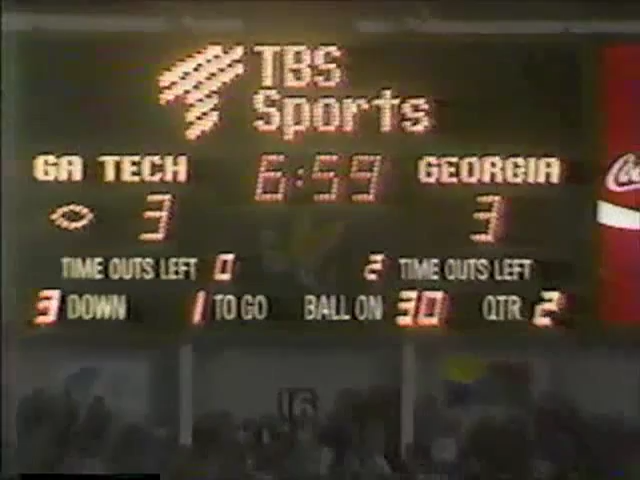 TBS
Sports
GA TECH 6:59 GEORGIA
3 3
TIME OUTS LEFT 0 2 TIME OUTS LEFT
3 DOWN 1 TO GO BALL ON 30 QTR 2
16